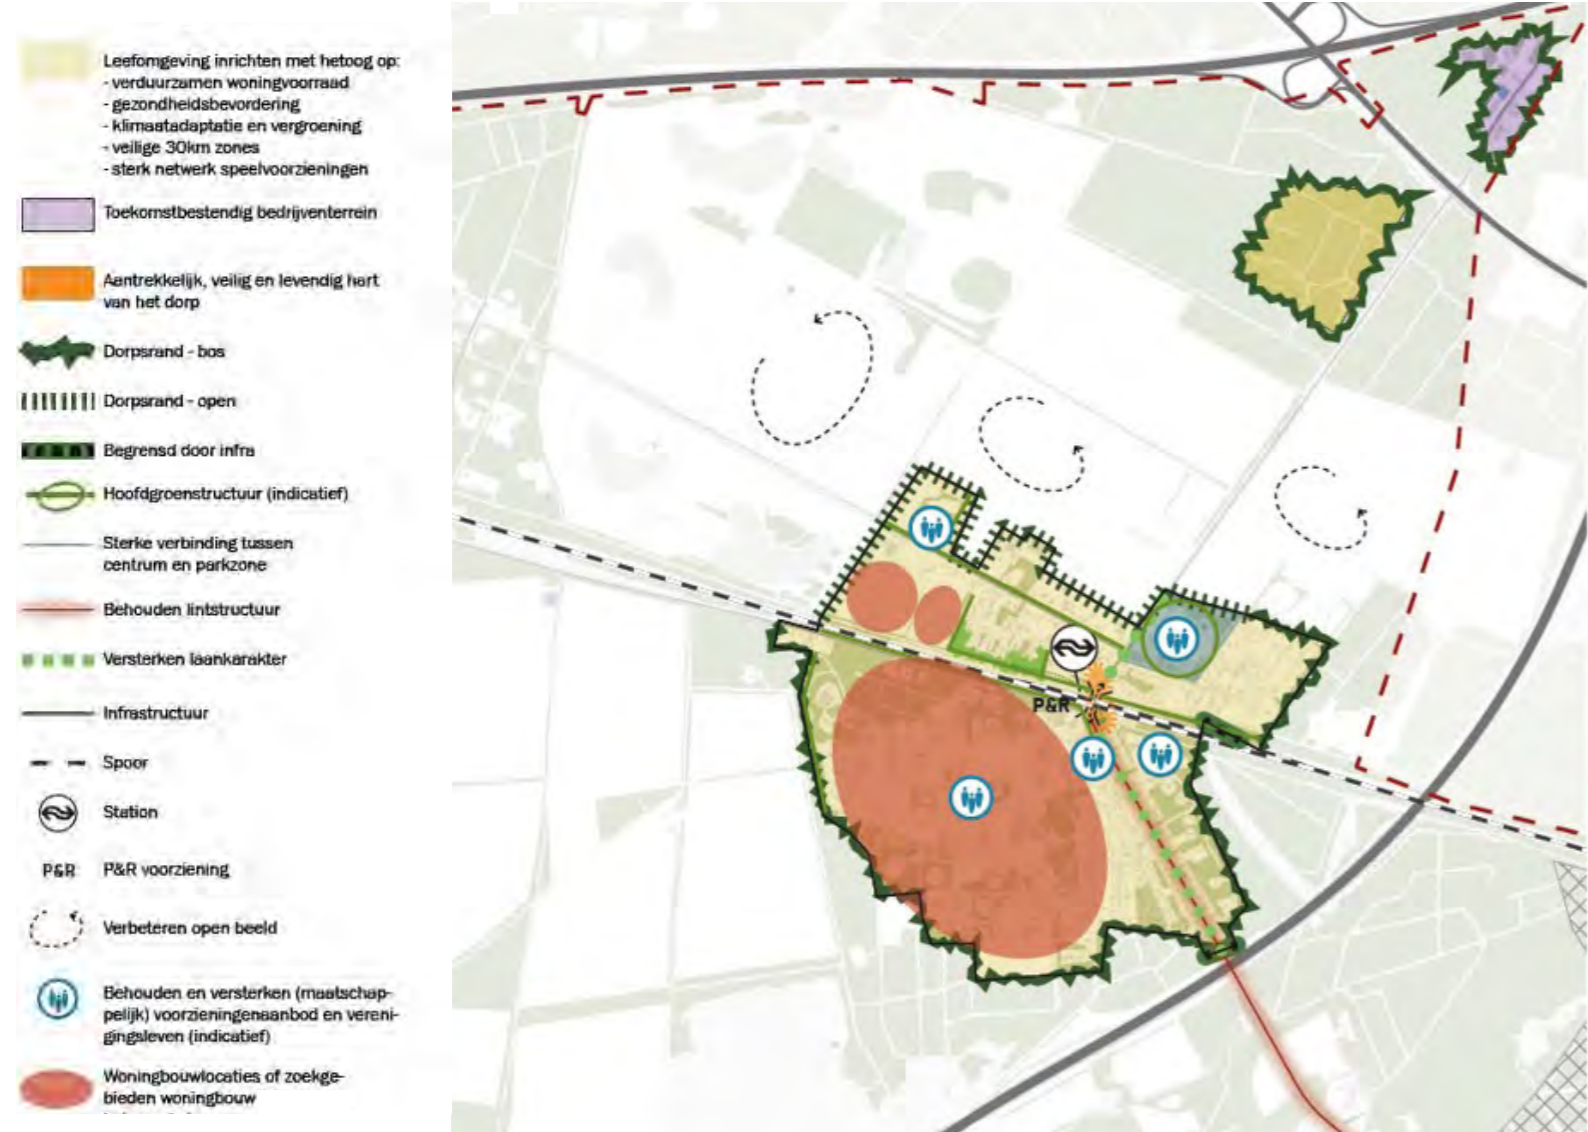 Leefomgeving inrichten met hetoog op:
- verduurzamen woningvoorraad
- gezondheidsbevordering
- klimaatadaptatie en vergroening
- veilige 30km zones
- sterk netwerk speelvoorzieningen
Toekomstbestendig bedrijventerrein
Aantrekkelijk, veilig en levendig hart
van het dorp
Dorpsrand - bos
Dorpsrand - open
Begrensd door infra
Hoofdgroenstructuur (indicatief)
Sterke verbinding tussen
centrum en parkzone
Behouden lintstructuur
Versterken laankarakter
Infrastructuur
Spoor
Station
P&R P&R voorziening
Verbeteren open beeld
Behouden en versterken (maatschap-
pelijk) voorzieningenaanbod en vereni-
gingsleven (indicatief)
Woningbouwlocaties of zoekge-
bieden woningbouw
P&R